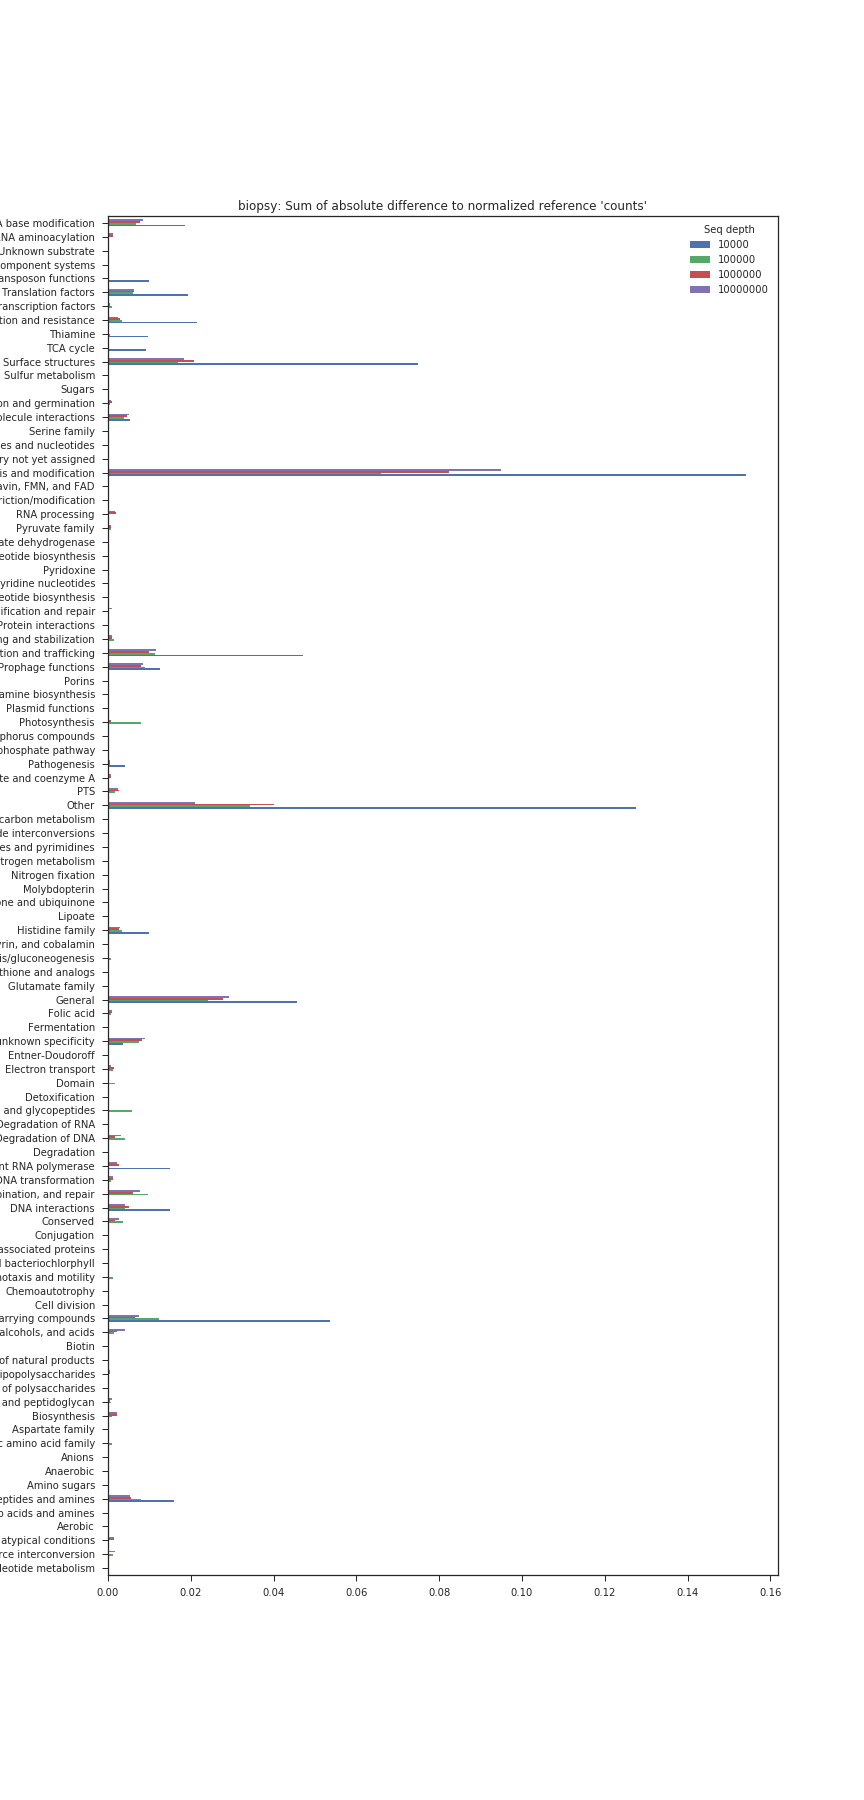 biopsy: Sum of absolute difference to normalized reference 'counts'
Seq depth
10000
100000
1000000
10000000
A base modification
NA aminoacylation
Unknown substrate
omponent systems
ansposon functions
Translation factors
ranscription factors
tion and resistance
Thiamine
TCA cycle
Surface structures
Sulfur metabolism
Sugars
on and germination
olecule interactions
Serine family
es and nucleotides
ry not yet assigned
is and modification
avin, FMN, and FAD
riction/modification
RNA processing
Pyruvate family
ate dehydrogenase
eotide biosynthesis
Pyridoxine
yridine nucleotides
eotide biosynthesis
ification and repair
Protein interactions
ng and stabilization
tion and trafficking
Prophage functions
Porins
amine biosynthesis
Plasmid functions
Photosynthesis
phorus compounds
phosphate pathway
Pathogenesis
te and coenzyme A
PTS
Other
carbon metabolism
de interconversions
es and pyrimidines
trogen metabolism
Nitrogen fixation
Molybdopterin
one and ubiquinone
Lipoate
Histidine family
yrin, and cobalamin
is/gluconeogenesis
thione and analogs
Glutamate family
General
Folic acid
Fermentation
unknown specificity
Entner-Doudoroff
Electron transport
Domain
Detoxification
and glycopeptides
Degradation of RNA
Degradation of DNA
Degradation
nt RNA polymerase
DNA transformation
bination, and repair
DNA interactions
Conserved
Conjugation
associated proteins
d bacteriochlorphyll
notaxis and motility
Chemoautotrophy
Cell division
arrying compounds
alcohols, and acids
Biotin
of natural products
lipopolysaccharides
of polysaccharides
and peptidoglycan
Biosynthesis
Aspartate family
c amino acid family
Anions
Anaerobic
Amino sugars
eptides and amines
o acids and amines
Aerobic
atypical conditions
rce interconversion
leotide metabolism
0.00 0.02 0.04 0.06 0.08 0.10 0.12 0.14 0.16